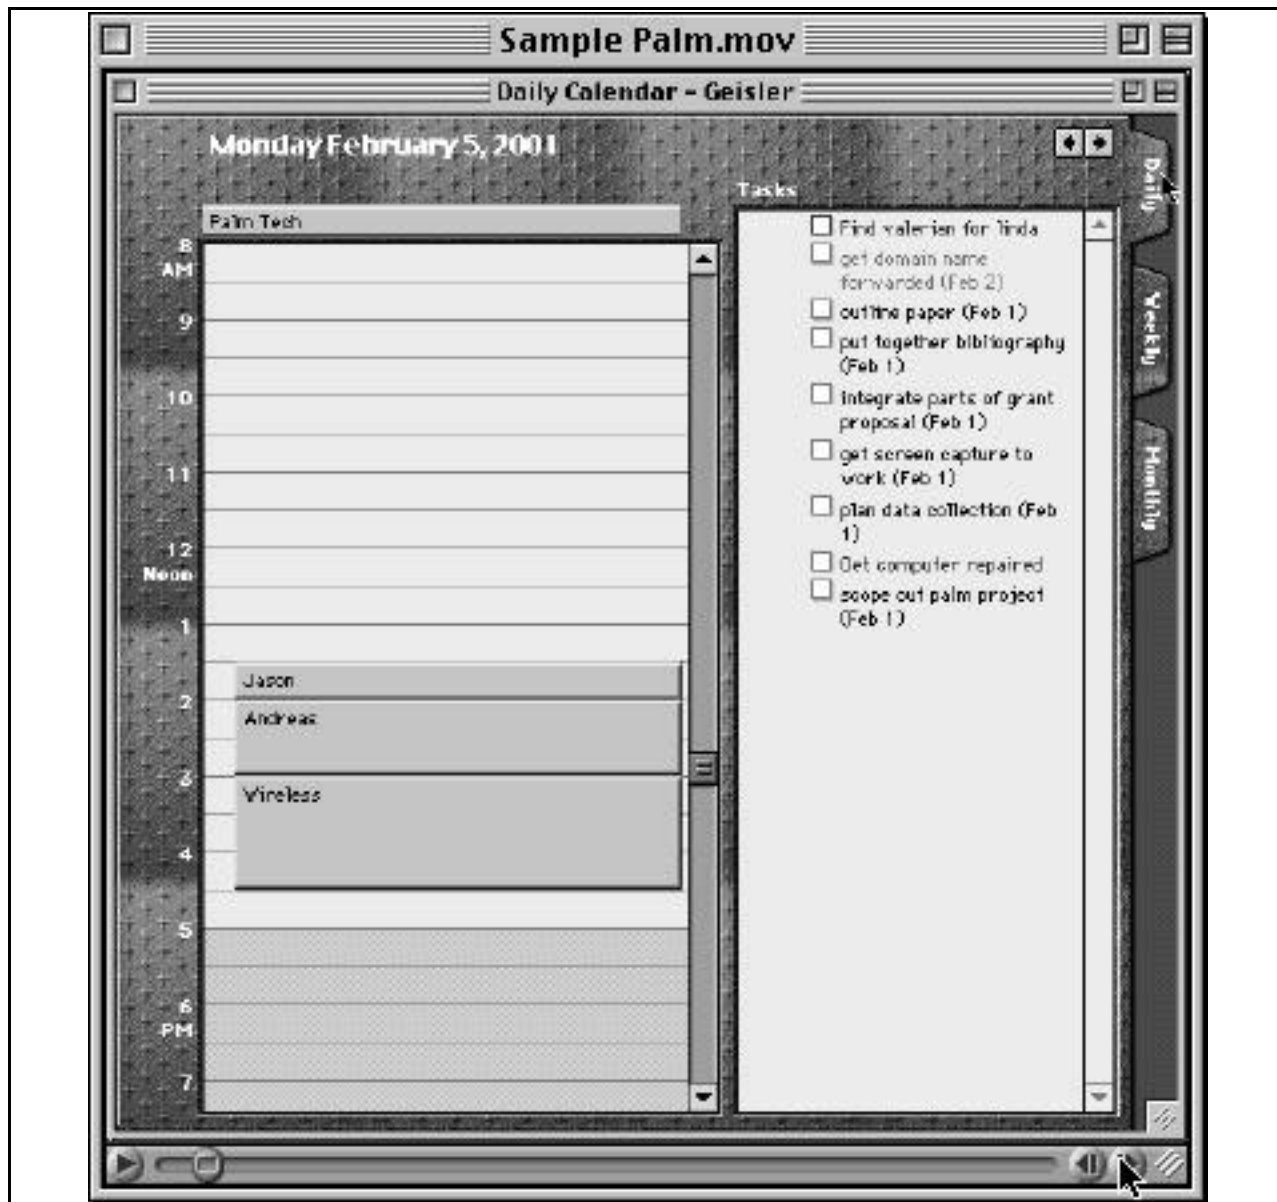 Sample Palm.mov
Daily Calendar - Geisler
Monday February 5, 2001
Palm Tech
8
AM
9
10
11
12
Noon
1
2
3
4
5
6
PM
7
Jason
Andreas
Wireless
Tasks
Find valerian for linda
get domain name
forwarded (Feb 2)
outline paper (Feb 1)
put together bibliography
(Feb 1)
integrate parts of grant
proposal (Feb 1)
get screen capture to
work (Feb 1)
plan data collection (Feb
1)
Get computer repaired
scope out palm project
(Feb 1)
Daily
Weekly
Monthly